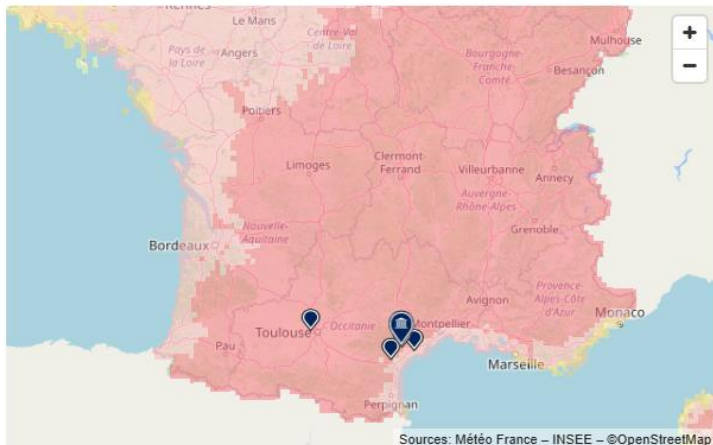 Rennes
Le Mans
Centre-Val
de Loire
Pays de
la Loire
Angers
Bourgogne-
Franche-
Comté
Mulhouse
Besançon
+
−
Poitiers
Limoges
Clermont-
Ferrand
Villeurbanne
Annecy
Auvergne-
Rhône-Alpes
Nouvelle-
Aquitaine
Bordeaux
Grenoble
Provence-
Alpes-Côte
d'Azur
Avignon
Monaco
Toulouse
Occitanie
Montpellier
Pau
Marseille
Perpignan
Sources: Météo France – INSEE – ©OpenStreetMap